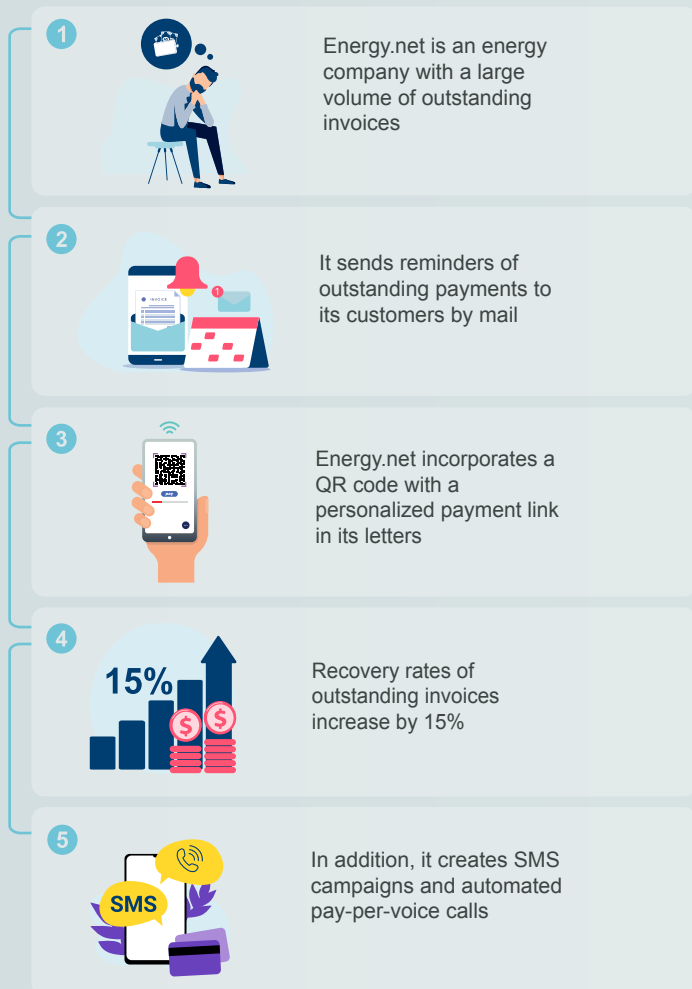 1
Energy.net is an energy
company with a large
volume of outstanding
invoices
2
INVOICE
1
It sends reminders of
outstanding payments to
its customers by mail
3
pay
Energy.net incorporates a
QR code with a
personalized payment link
in its letters
4
15%
$
$
Recovery rates of
outstanding invoices
increase by 15%
5
SMS
In addition, it creates SMS
campaigns and automated
pay-per-voice calls